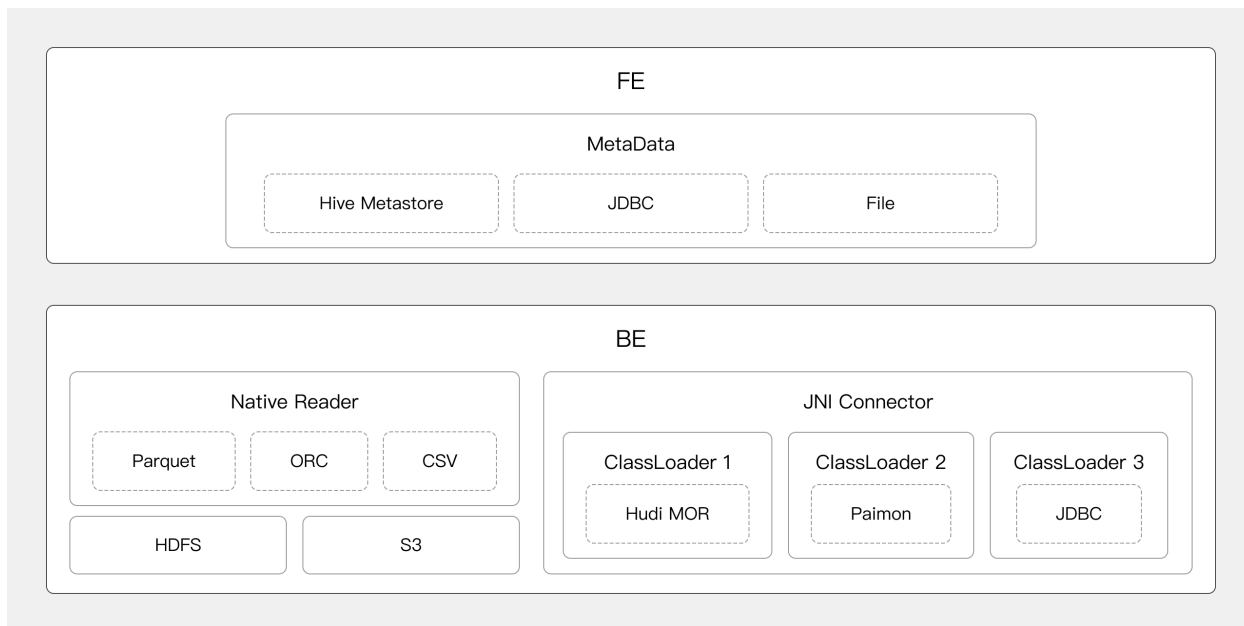 FE
MetaData
Hive Metastore
JDBC
File
BE
Native Reader
Parquet
ORC
CSV
HDFS
S3
JNI Connector
ClassLoader 1
Hudi MOR
ClassLoader 2
Paimon
ClassLoader 3
JDBC